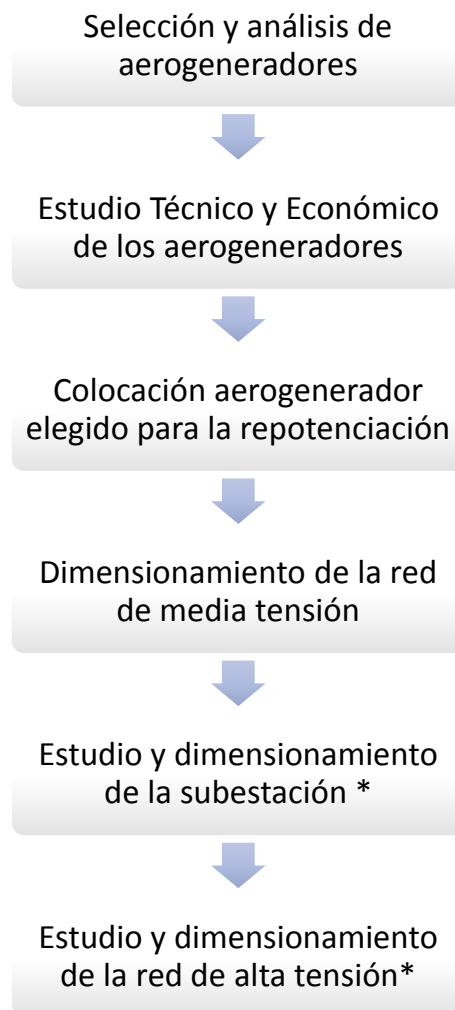 Selección y análisis de
aerogeneradores
Estudio Técnico y Económico
de los aerogeneradores
Colocación aerogenerador
elegido para la repotenciación
Dimensionamiento de la red
de media tensión
Estudio y dimensionamiento
de la subestación *
Estudio y dimensionamiento
de la red de alta tensión*